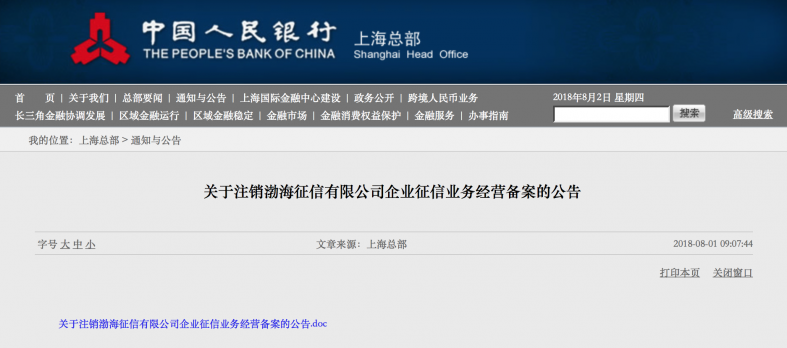 中国人民银行
THE PEOPLE'S BANK OF CHINA
上海总部
Shanghai Head Office
首 页 | 关于我们 | 总部要闻 | 通知与公告 | 上海国际金融中心建设 | 政务公开 | 跨境人民币业务
2018年8月2日 星期四
长三角金融协调发展 | 区域金融运行 | 区域金融稳定 | 金融市场 | 金融消费权益保护 | 金融服务 | 办事指南
搜索 高级搜索
我的位置：上海总部 > 通知与公告
关于注销渤海征信有限公司企业征信业务经营备案的公告
字号 大 中 小 文章来源：上海总部 2018-08-01 09:07:44
打印本页 关闭窗口
关于注销渤海征信有限公司企业征信业务经营备案的公告.doc